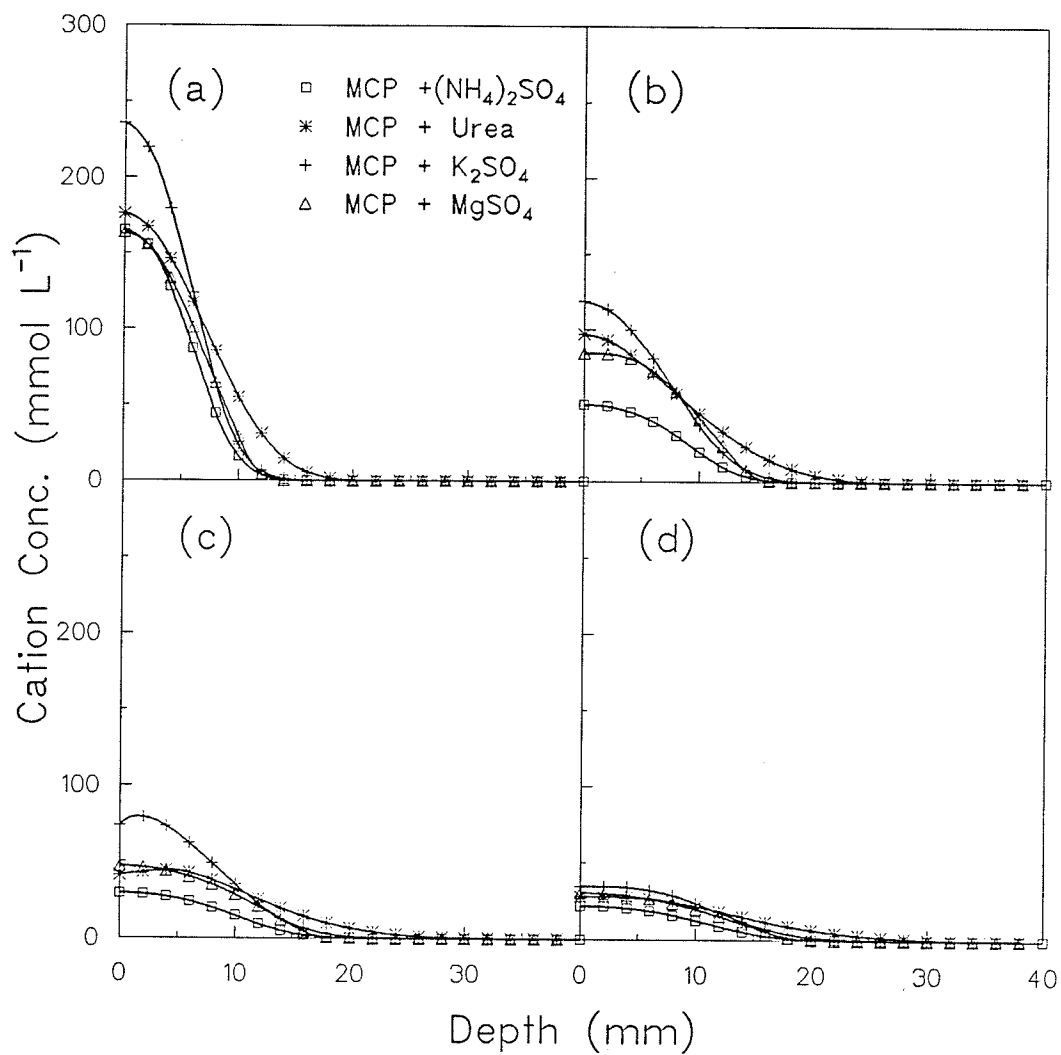 300
200
100
0
200
100
0
Cation Conc. (mmol L⁻¹)
(a)
MCP +(NH₄)₂SO₄
MCP + Urea
MCP + K₂SO₄
MCP + MgSO₄
(b)
(c)
(d)
0 10 20 30 0 10 20 30 40
Depth (mm)